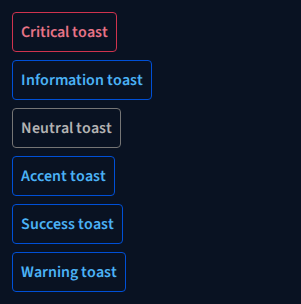 Critical toast
Information toast
Neutral toast
Accent toast
Success toast
Warning toast